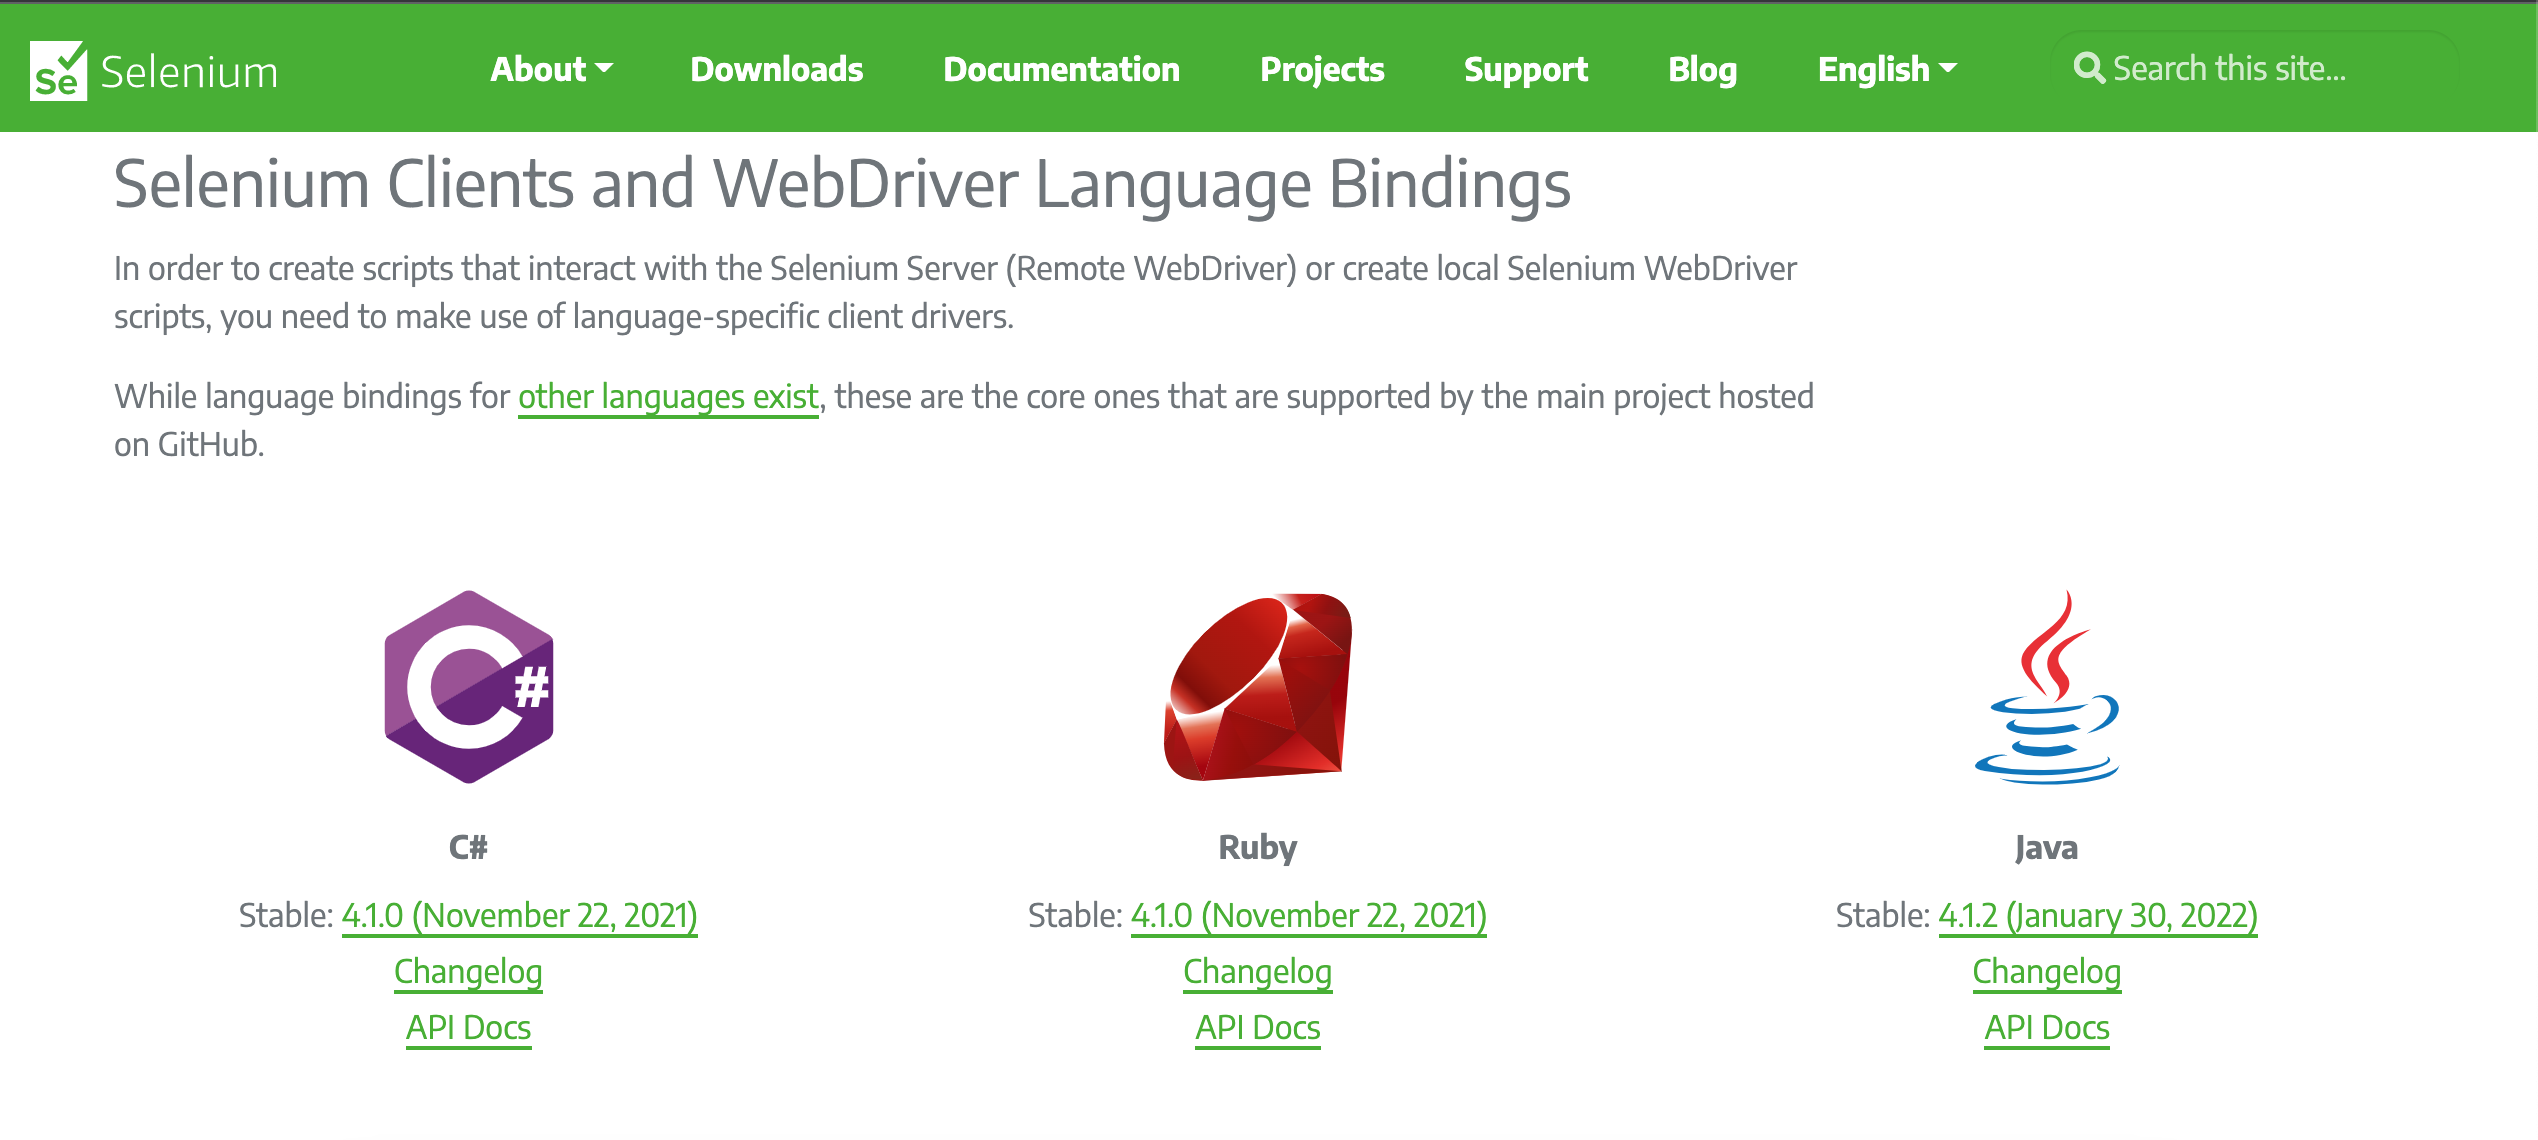 Se Selenium About Downloads Documentation Projects Support Blog English Search this site...
Selenium Clients and WebDriver Language Bindings
In order to create scripts that interact with the Selenium Server (Remote WebDriver) or create local Selenium WebDriver
scripts, you need to make use of language-specific client drivers.
While language bindings for other languages exist, these are the core ones that are supported by the main project hosted
on GitHub.
C#
C#
Stable: 4.1.0 (November 22, 2021)
Changelog
API Docs
Ruby
Stable: 4.1.0 (November 22, 2021)
Changelog
API Docs
Java
Stable: 4.1.2 (January 30, 2022)
Changelog
API Docs